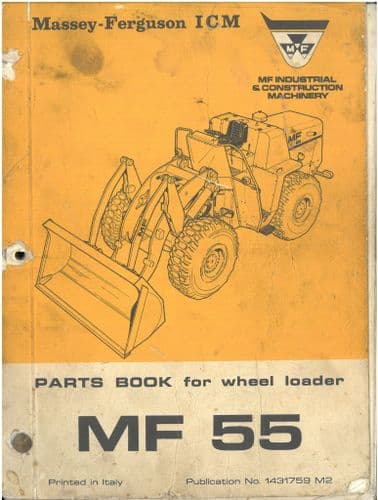 Massey-Ferguson ICM
MF
MF INDUSTRIAL
& CONSTRUCTION
MACHINERY
MF
PARTS BOOK for wheel loader
MF 55
Printed in Italy
Publication No. 1431759 M2